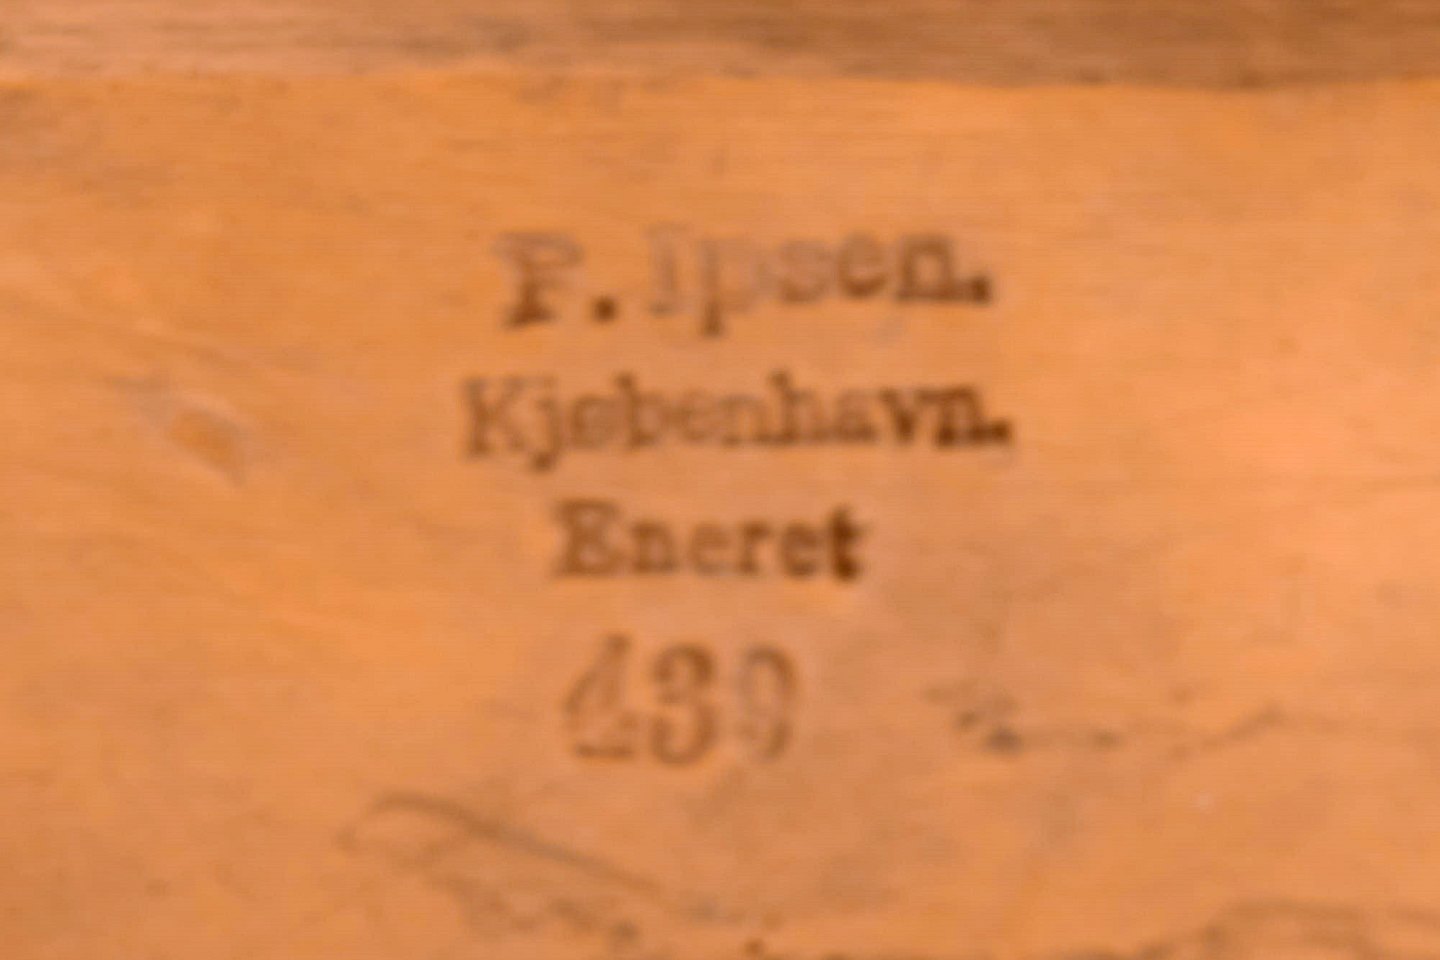 P. Ipsen.
Kjøbenhavn.
Eneret
439